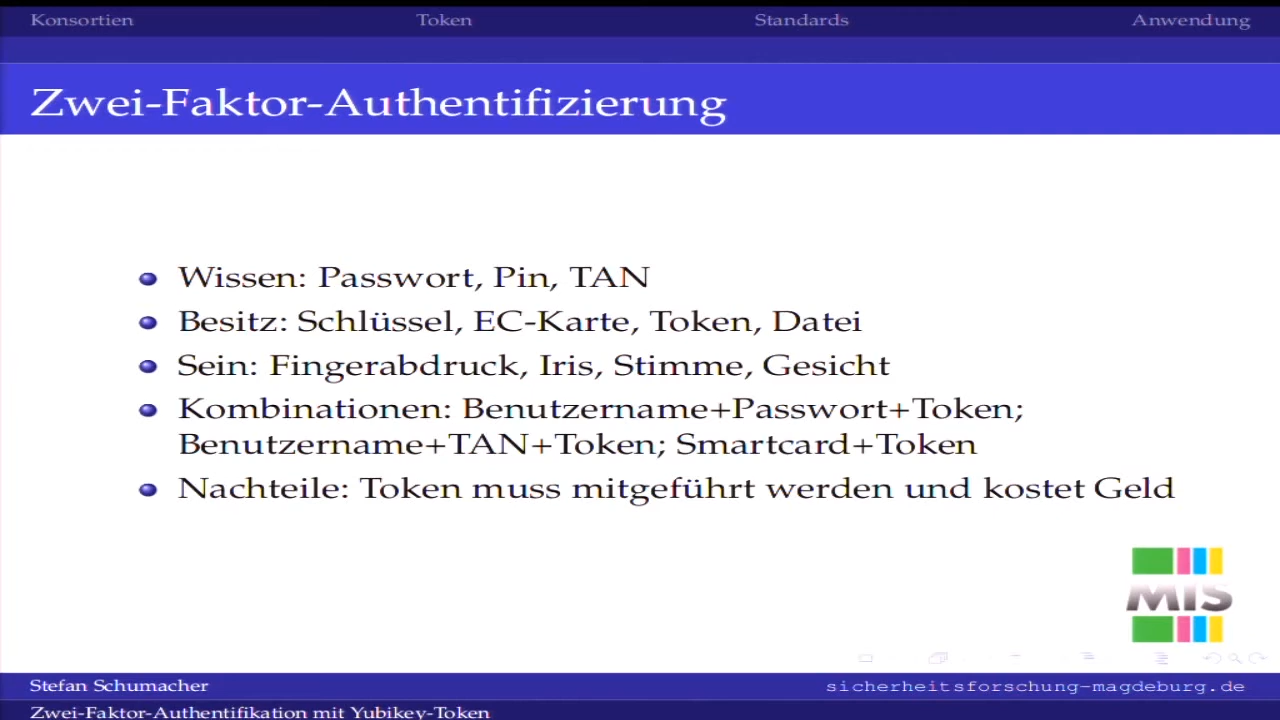 Konsortien Token Standards Anwendung
Zwei-Faktor-Authentifizierung
Wissen: Passwort, Pin, TAN
Besitz: Schlüssel, EC-Karte, Token, Datei
Sein: Fingerabdruck, Iris, Stimme, Gesicht
Kombinationen: Benutzername+Passwort+Token;
Benutzername+TAN+Token; Smartcard+Token
Nachteile: Token muss mitgeführt werden und kostet Geld
MIS
Stefan Schumacher sicherheitsforschung-magdeburg.de
Zwei-Faktor-Authentifikation mit Yubikey-Token